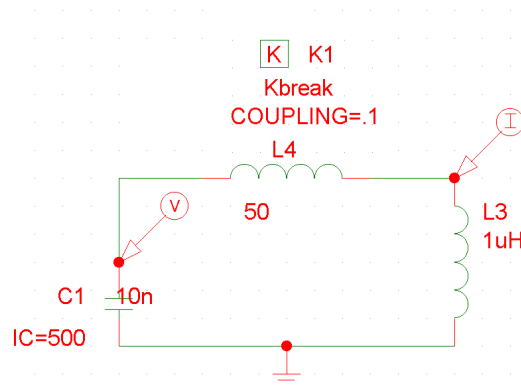 K K1
Kbreak
COUPLING=.1
L4
50
I
L3
1uH
V
C1 10n
IC=500